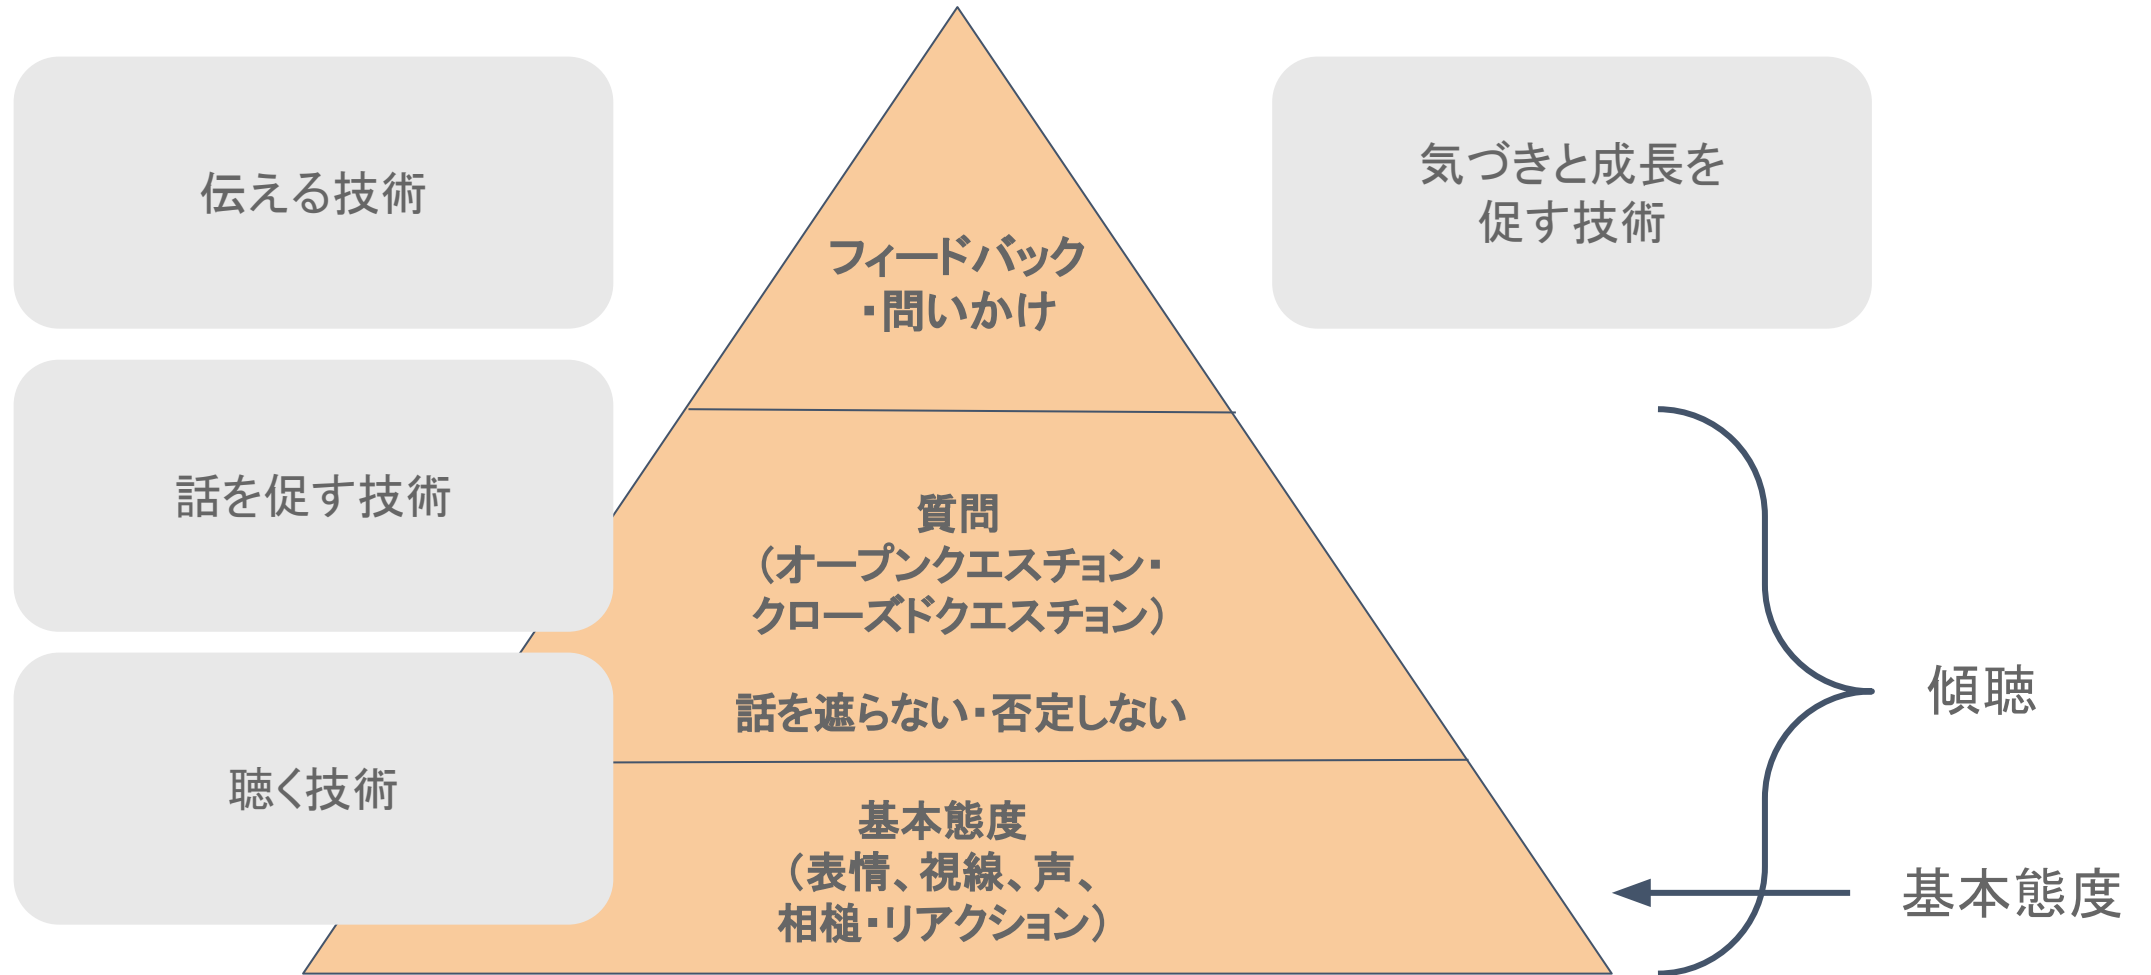 伝える技術
気づきと成長を
促す技術
フィードバック
・問いかけ
話を促す技術
質問
（オープンクエスチョン・
クローズドクエスチョン）
話を遮らない・否定しない
傾聴
聴く技術
基本態度
（表情、視線、声、
相槌・リアクション）
基本態度